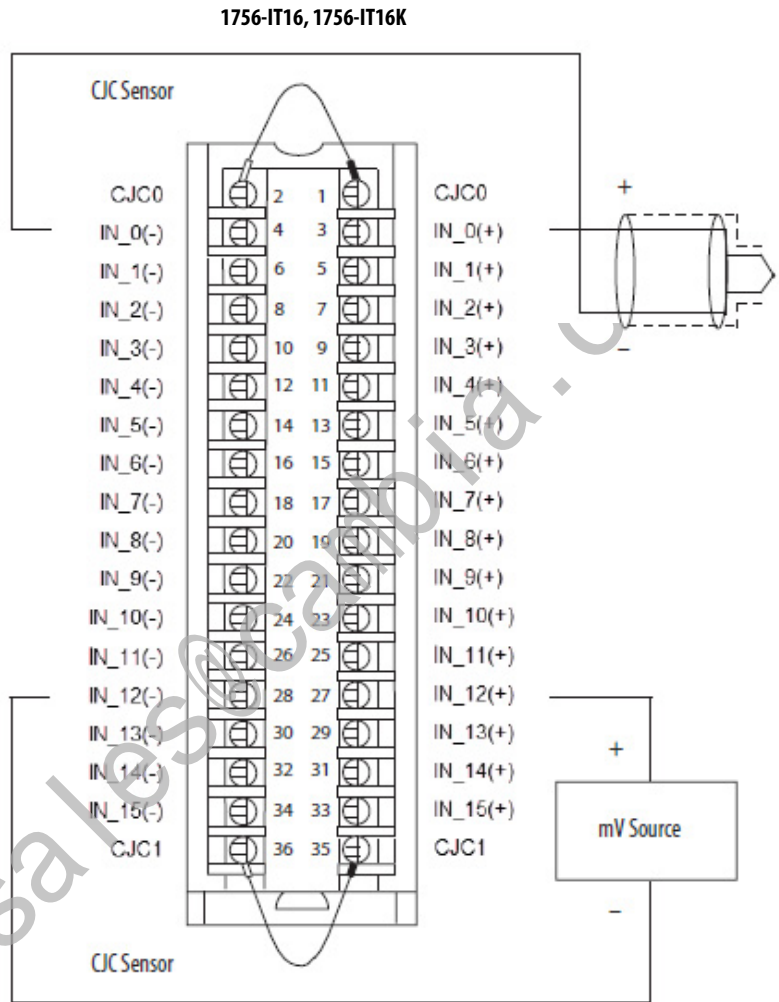 1756-IT16, 1756-IT16K
CJC Sensor
CJC0 2 1 CJC0
IN_0(-) 4 3 IN_0(+)
IN_1(-) 6 5 IN_1(+)
IN_2(-) 8 7 IN_2(+)
IN_3(-) 10 9 IN_3(+)
IN_4(-) 12 11 IN_4(+)
IN_5(-) 14 13 IN_5(+)
IN_6(-) 16 15 IN_6(+)
IN_7(-) 18 17 IN_7(+)
IN_8(-) 20 19 IN_8(+)
IN_9(-) 22 21 IN_9(+)
IN_10(-) 24 23 IN_10(+)
IN_11(-) 26 25 IN_11(+)
IN_12(-) 28 27 IN_12(+)
IN_13(-) 30 29 IN_13(+)
IN_14(-) 32 31 IN_14(+)
IN_15(-) 34 33 IN_15(+)
CJC1 36 35 CJC1
CJC Sensor
+
–
+
mV Source
–
sales@cambia.